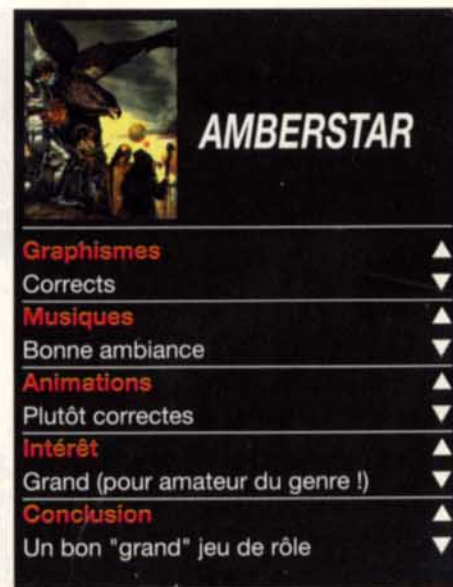 AMBERSTAR
Graphismes
Corrects
Musiques
Bonne ambiance
Animations
Plutôt correctes
Intérêt
Grand (pour amateur du genre !)
Conclusion
Un bon "grand" jeu de rôle